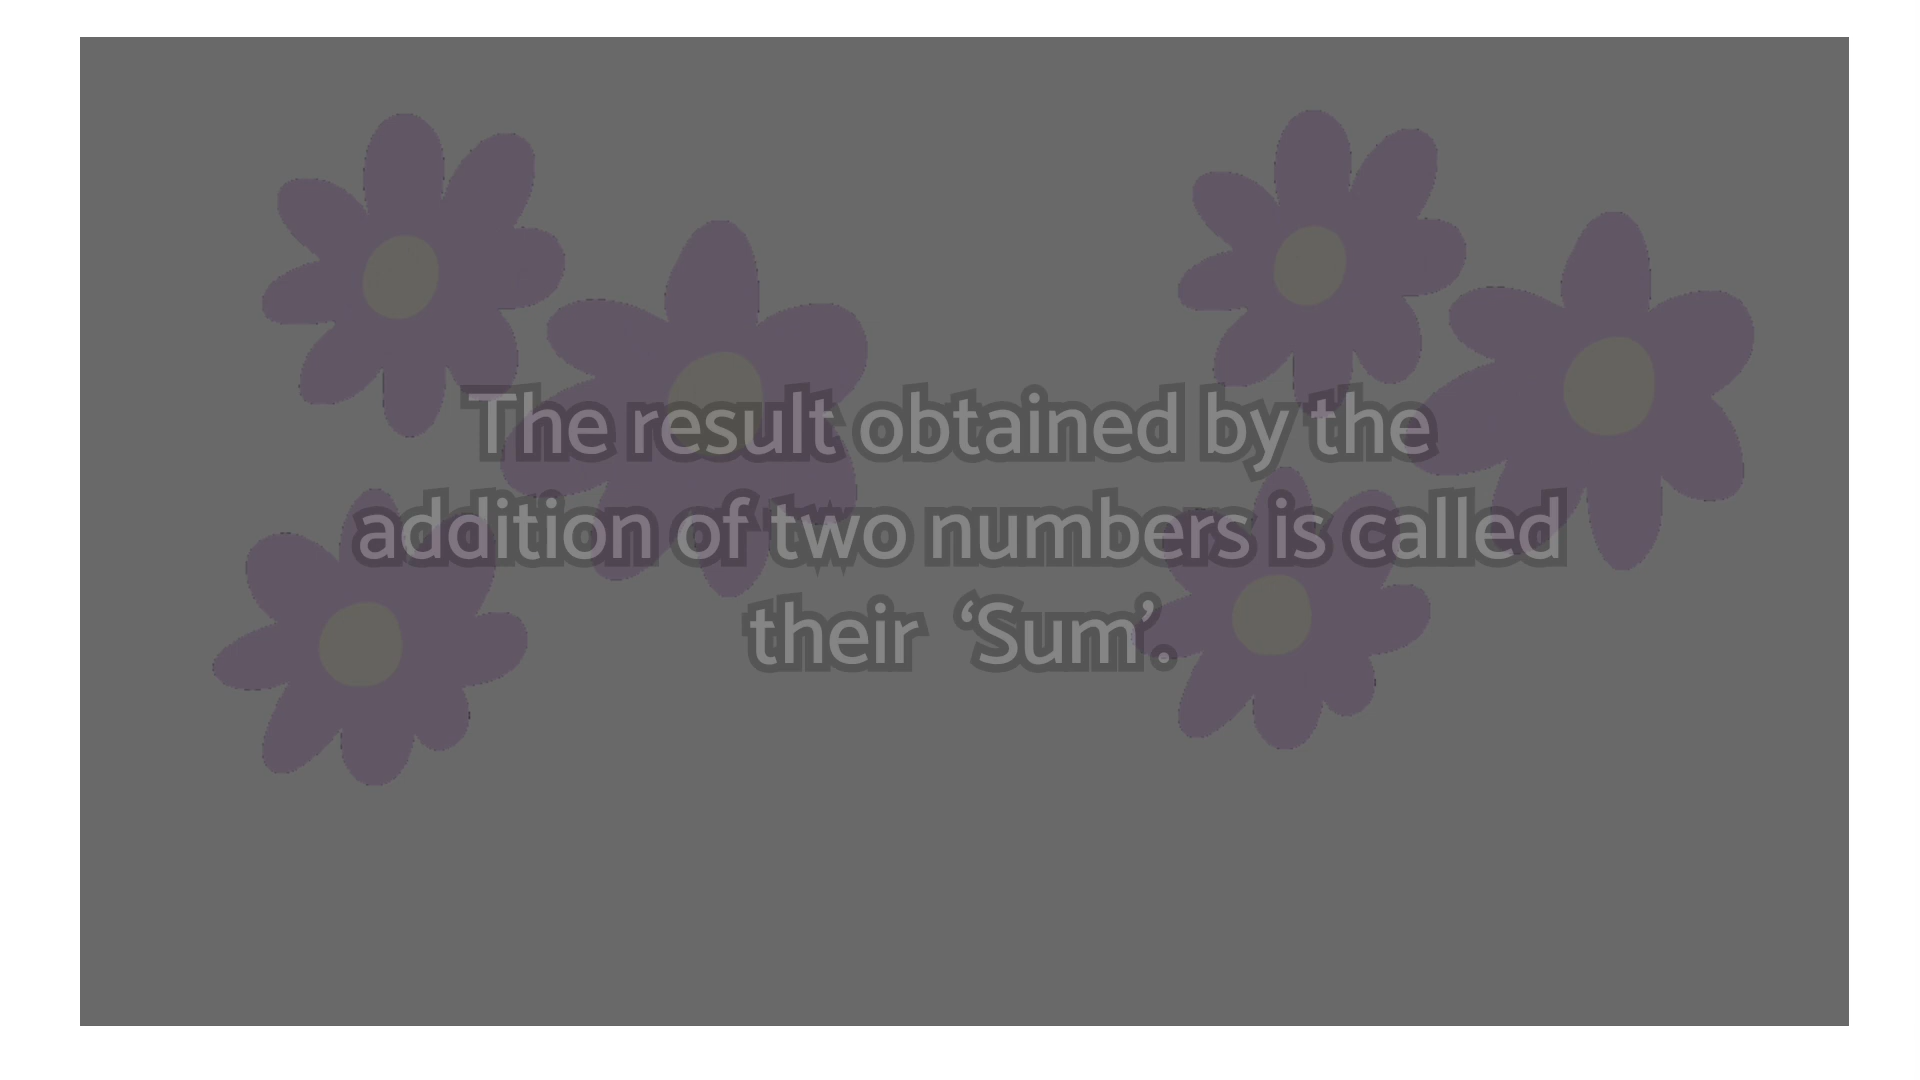 The result obtained by the
addition of two numbers is called
their ‘Sum’.